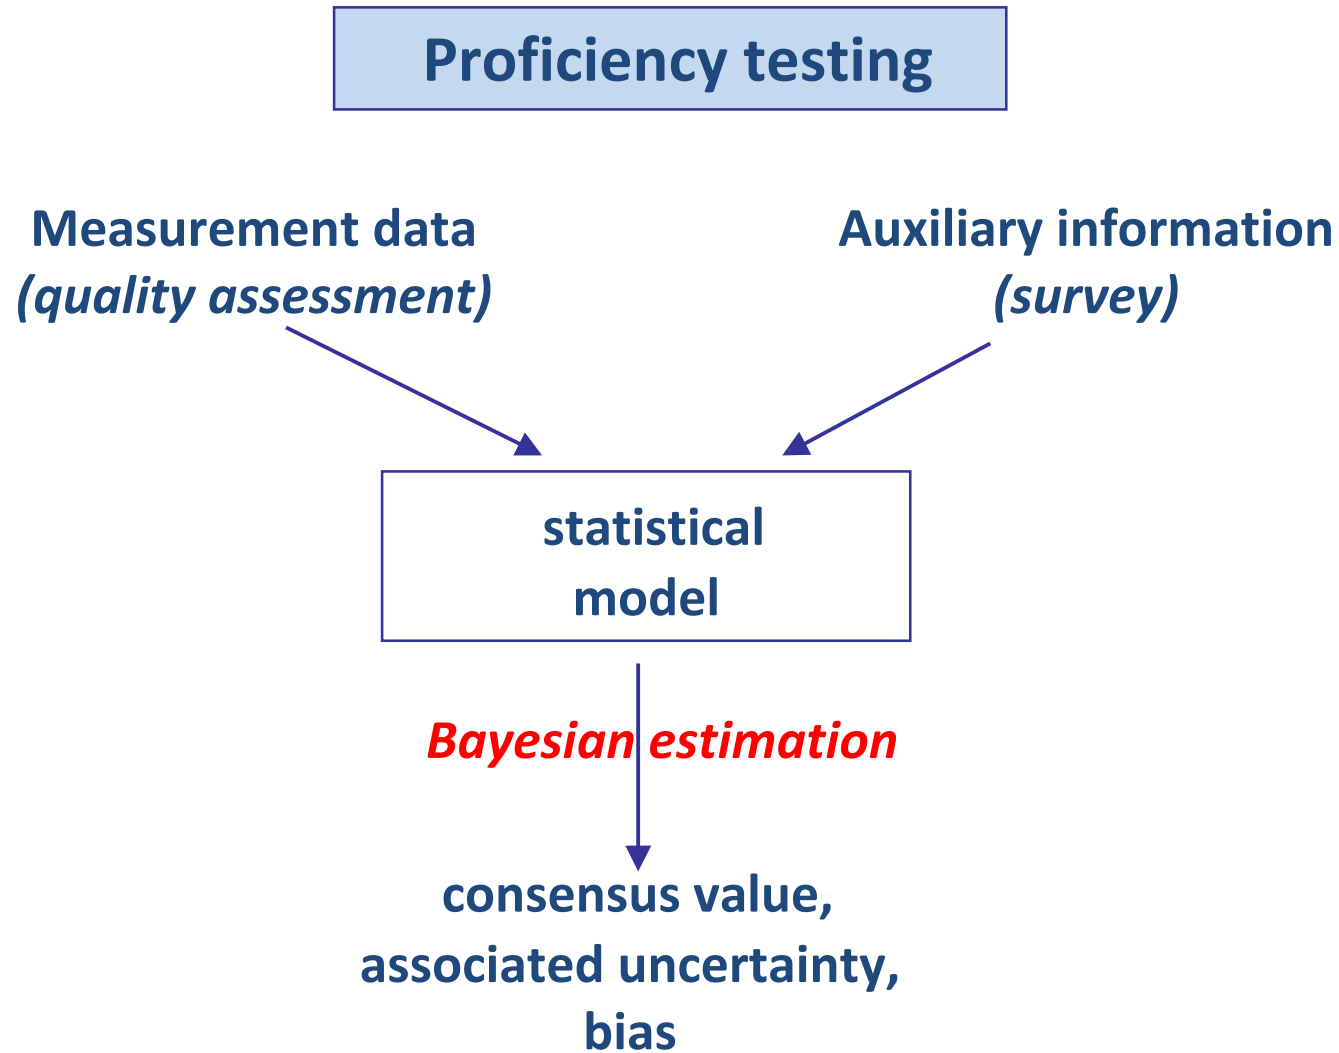 Proficiency testing
Measurement data
(quality assessment)
Auxiliary information
(survey)
statistical
model
Bayesian estimation
consensus value,
associated uncertainty,
bias